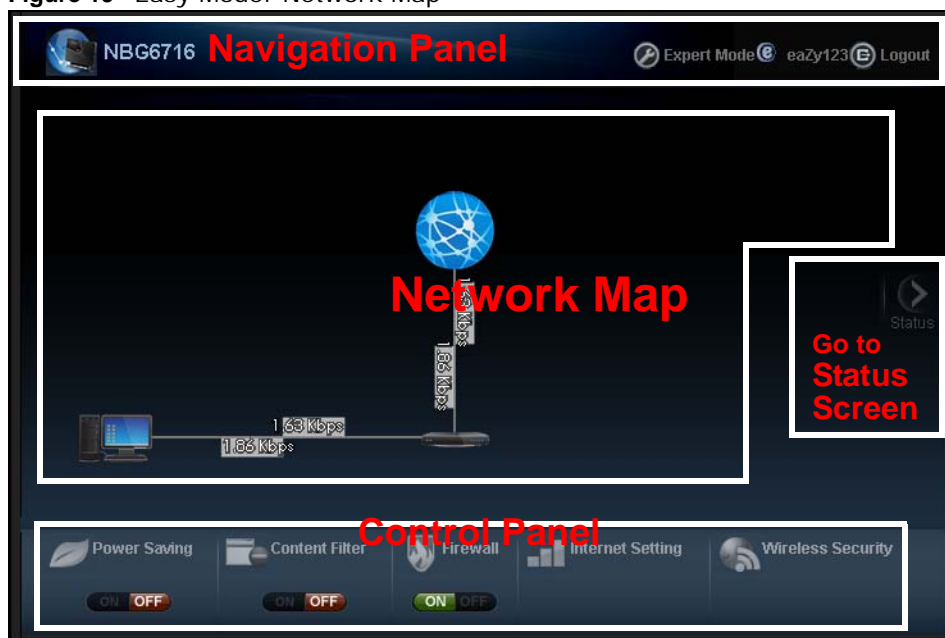 Figure 18 Easy Mode: Network Map
NBG6716 Navigation Panel Expert Mode eaZy123 Logout
Network Map
1.63 Kbps
1.86 Kbps
Status
Go to
Status
Screen
1.63 Kbps
1.86 Kbps
Control Panel
Power Saving Content Filter Firewall Internet Setting Wireless Security
ON OFF ON OFF ON OFF